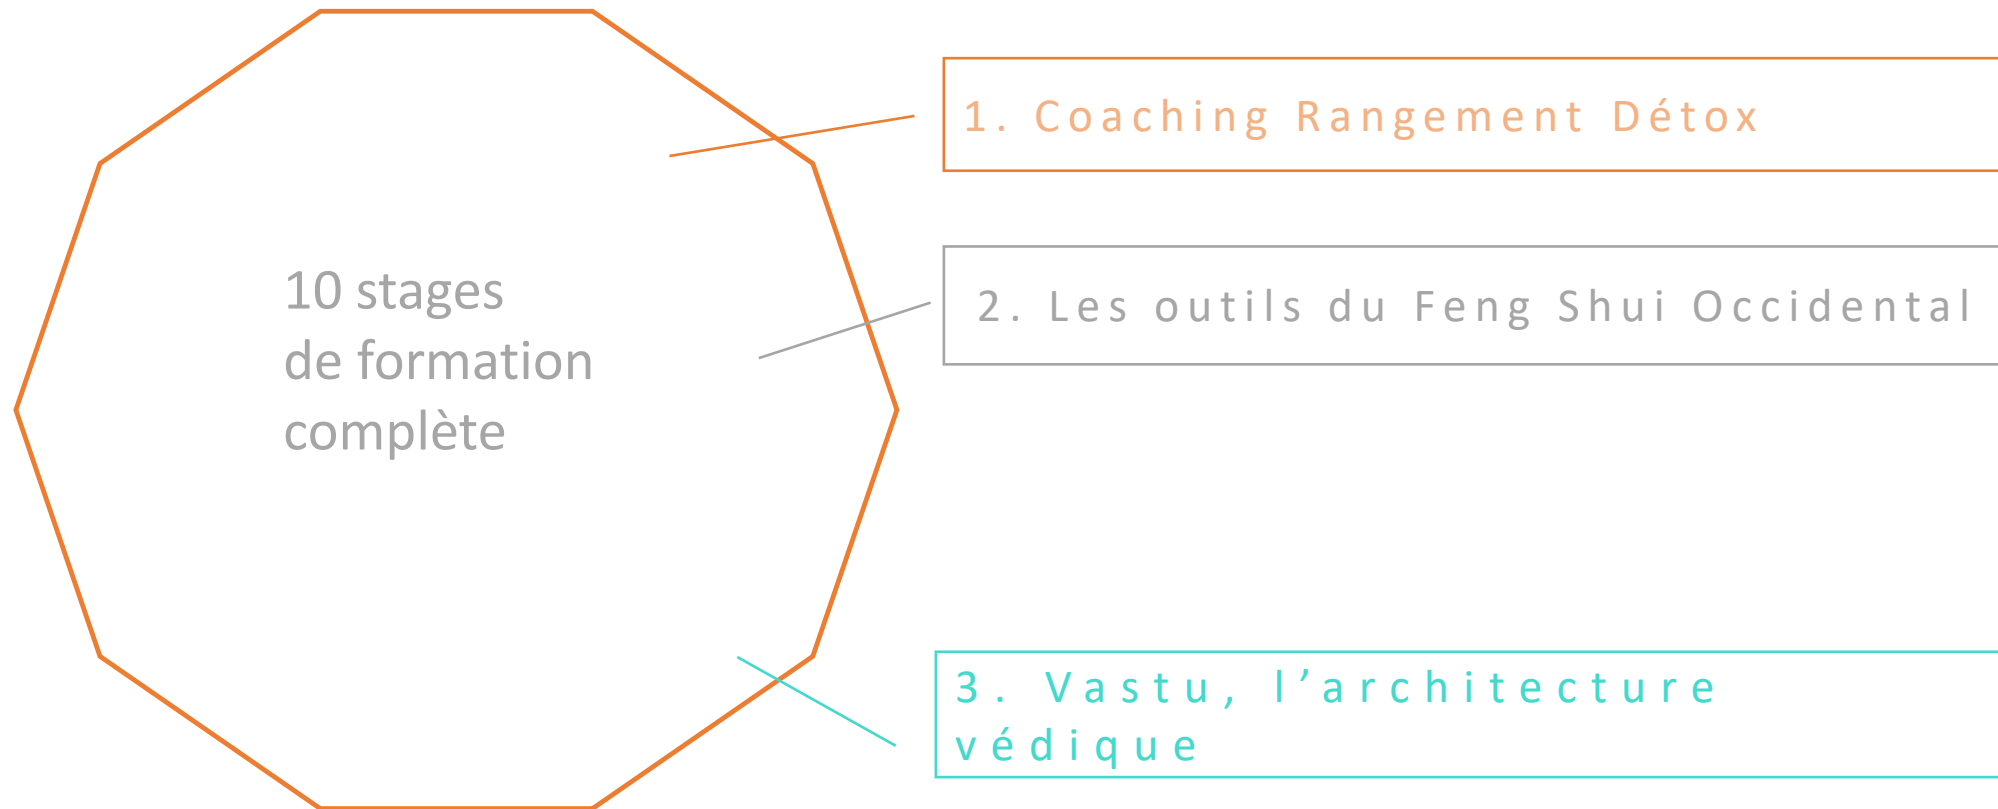 1. Coaching Rangement Détox
10 stages
de formation
complète
2. Les outils du Feng Shui Occidental
3. Vastu, l’architecture
védique